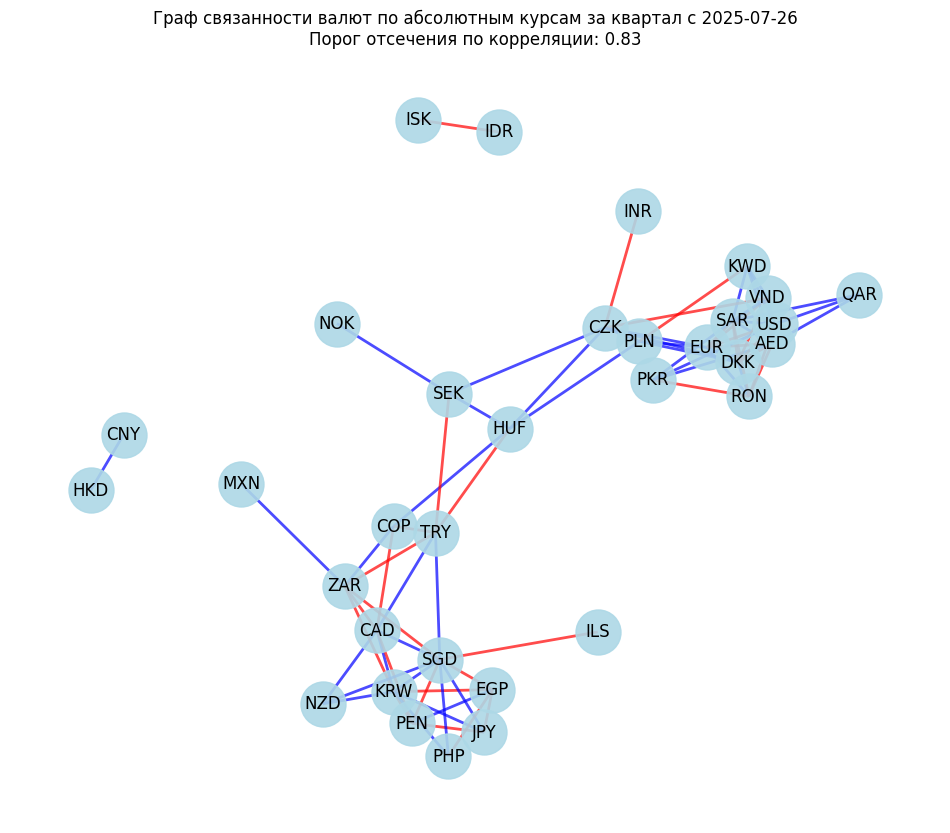 Граф связанности валют по абсолютным курсам за квартал с 2025-07-26
Порог отсечения по корреляции: 0.83
ISK
IDR
INR
KWD
VND
QAR
NOK
CZK
SAR
USD
PLN
EUR
AED
DKK
PKR
SEK
RON
HUF
CNY
MXN
HKD
COP
TRY
ZAR
CAD
ILS
SGD
KRW
EGP
NZD
PEN
JPY
PHP